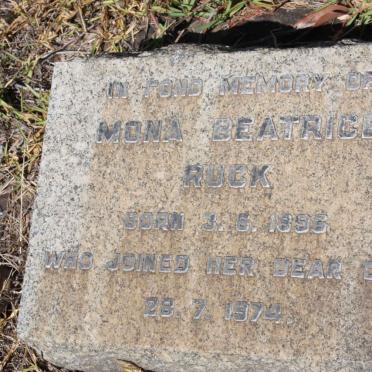 IN FOND MEMORY OF
MONA BEATRICE
RUCK
BORN 3. 6. 1896
WHO JOINED HER DEAR
28. 7. 1974.